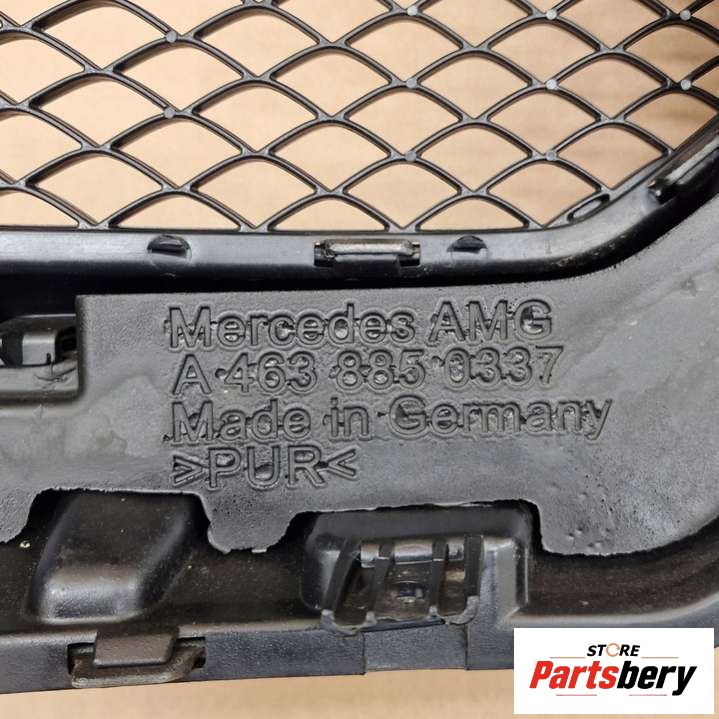 Mercedes AMG
A 463 885 0337
Made in Germany
>PUR<
STORE
Partsbery